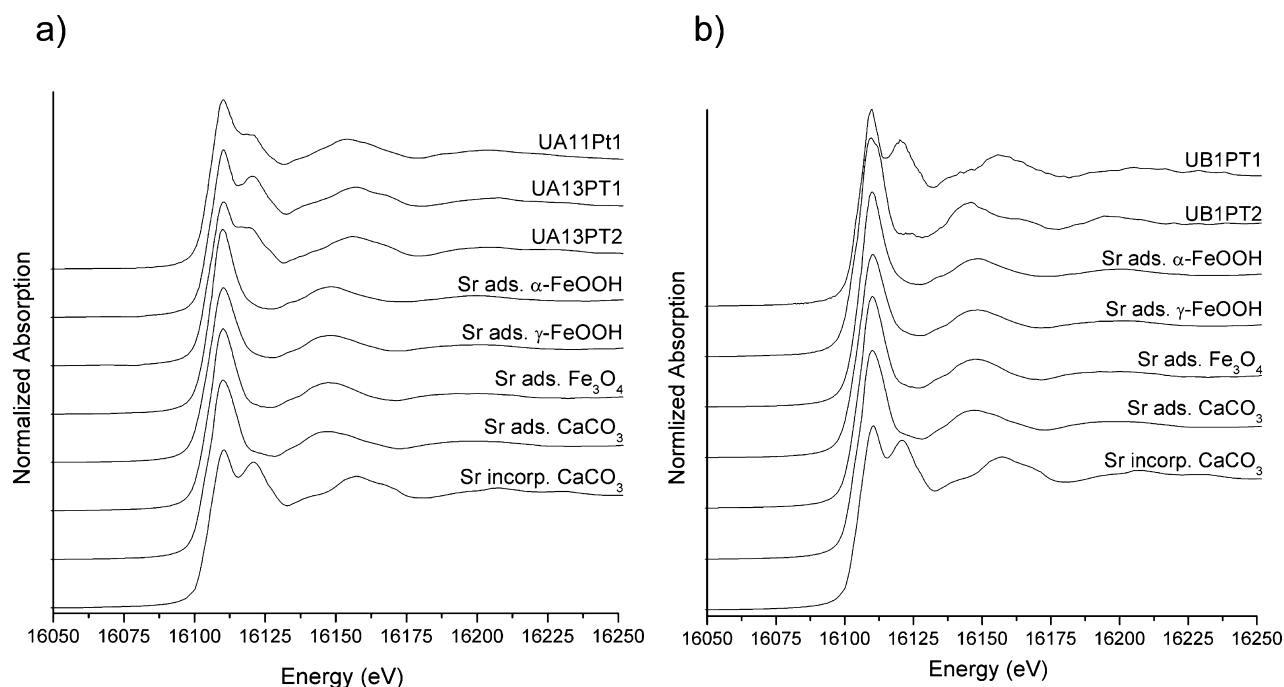 a)
UA11Pt1
UA13PT1
UA13PT2
Sr ads. α-FeOOH
Sr ads. γ-FeOOH
Sr ads. Fe₃O₄
Sr ads. CaCO₃
Sr incorp. CaCO₃
Normalized Absorption
16050 16075 16100 16125 16150 16175 16200 16225 16250
Energy (eV)
b)
UB1PT1
UB1PT2
Sr ads. α-FeOOH
Sr ads. γ-FeOOH
Sr ads. Fe₃O₄
Sr ads. CaCO₃
Sr incorp. CaCO₃
Normlized Absorption
16050 16075 16100 16125 16150 16175 16200 16225 16250
Energy (eV)